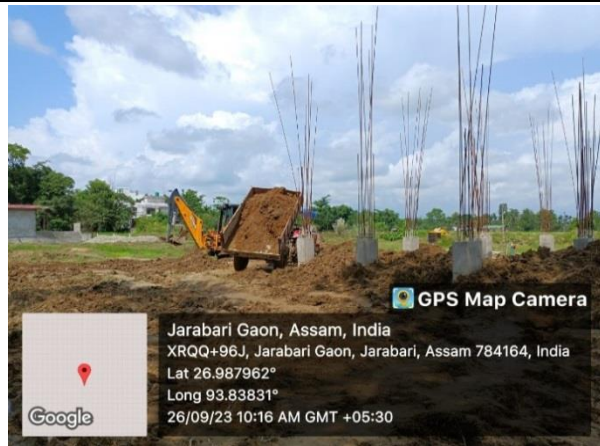 GPS Map Camera
Jarabari Gaon, Assam, India
XRQQ+96J, Jarabari Gaon, Jarabari, Assam 784164, India
Lat 26.987962°
Long 93.83831°
26/09/23 10:16 AM GMT +05:30
Google